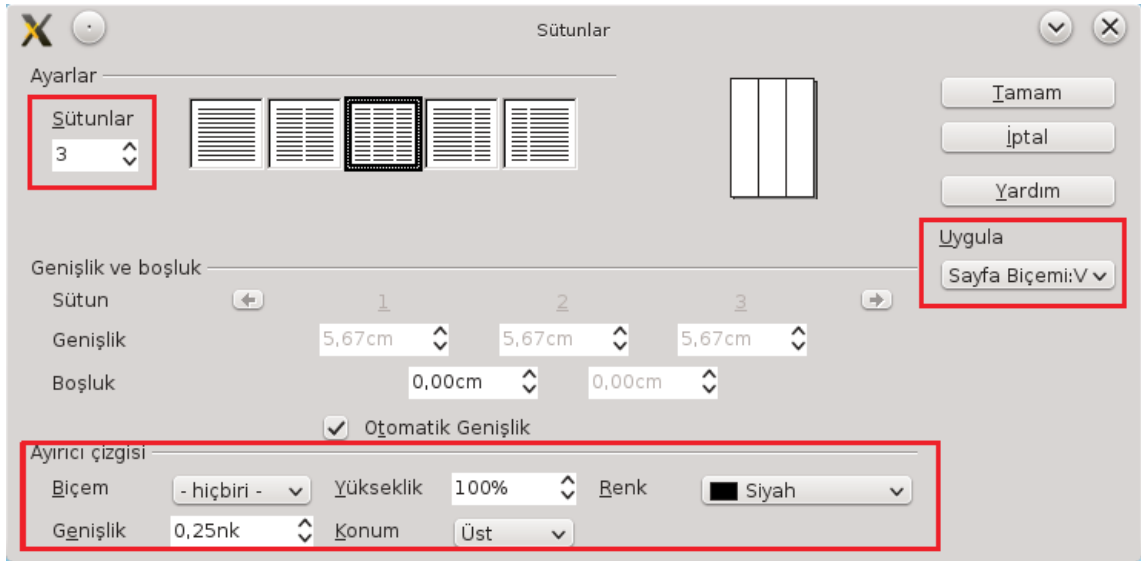 Sütunlar
Ayarlar
Sütunlar
3
Tamam
İptal
Yardım
Uygula
Sayfa Biçemi:V
Genişlik ve boşluk
Sütun 1 2 3
Genişlik 5,67cm 5,67cm 5,67cm
Boşluk 0,00cm 0,00cm
Otomatik Genişlik
Ayırıcı çizgisi
Biçem - hiçbiri - Yükseklik 100% Renk Siyah
Genişlik 0,25nk Konum Üst